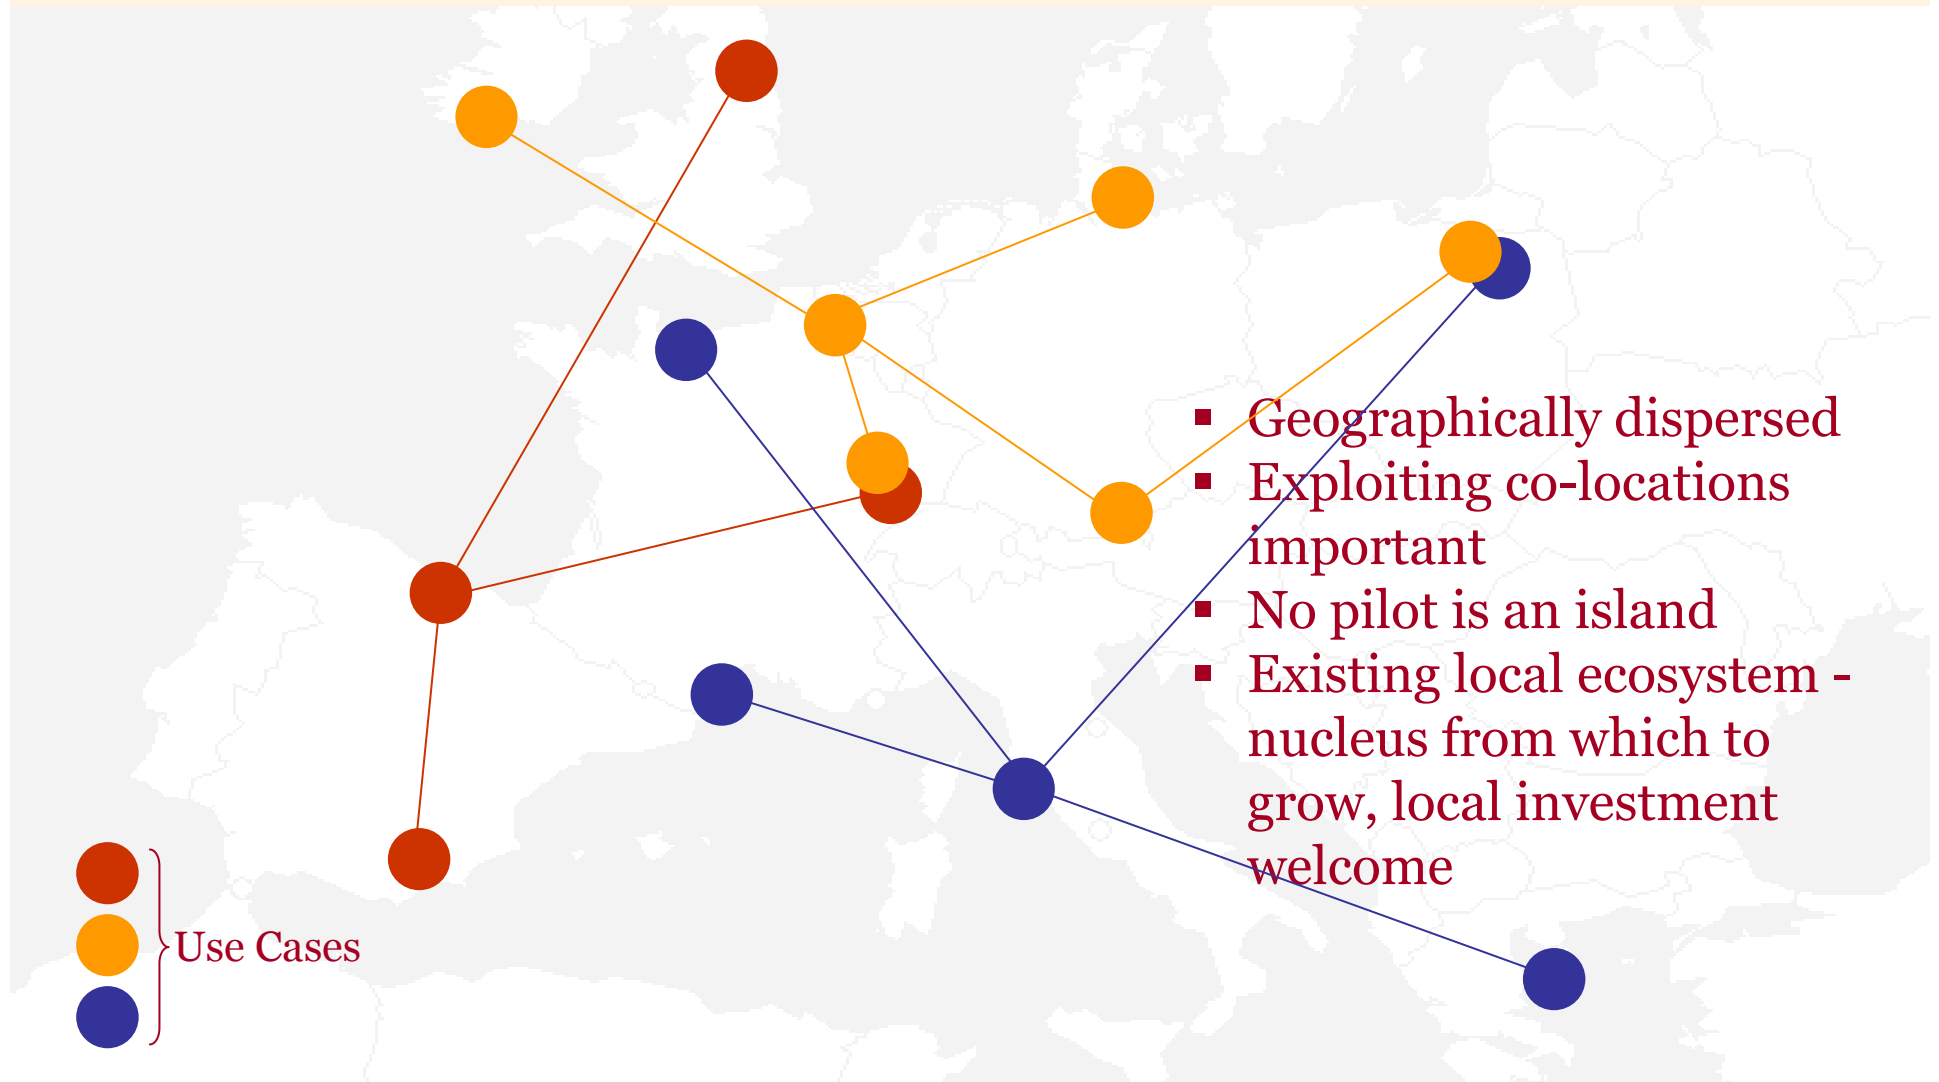 ▪ Geographically dispersed
▪ Exploiting co-locations
important
▪ No pilot is an island
▪ Existing local ecosystem -
nucleus from which to
grow, local investment
welcome
Use Cases